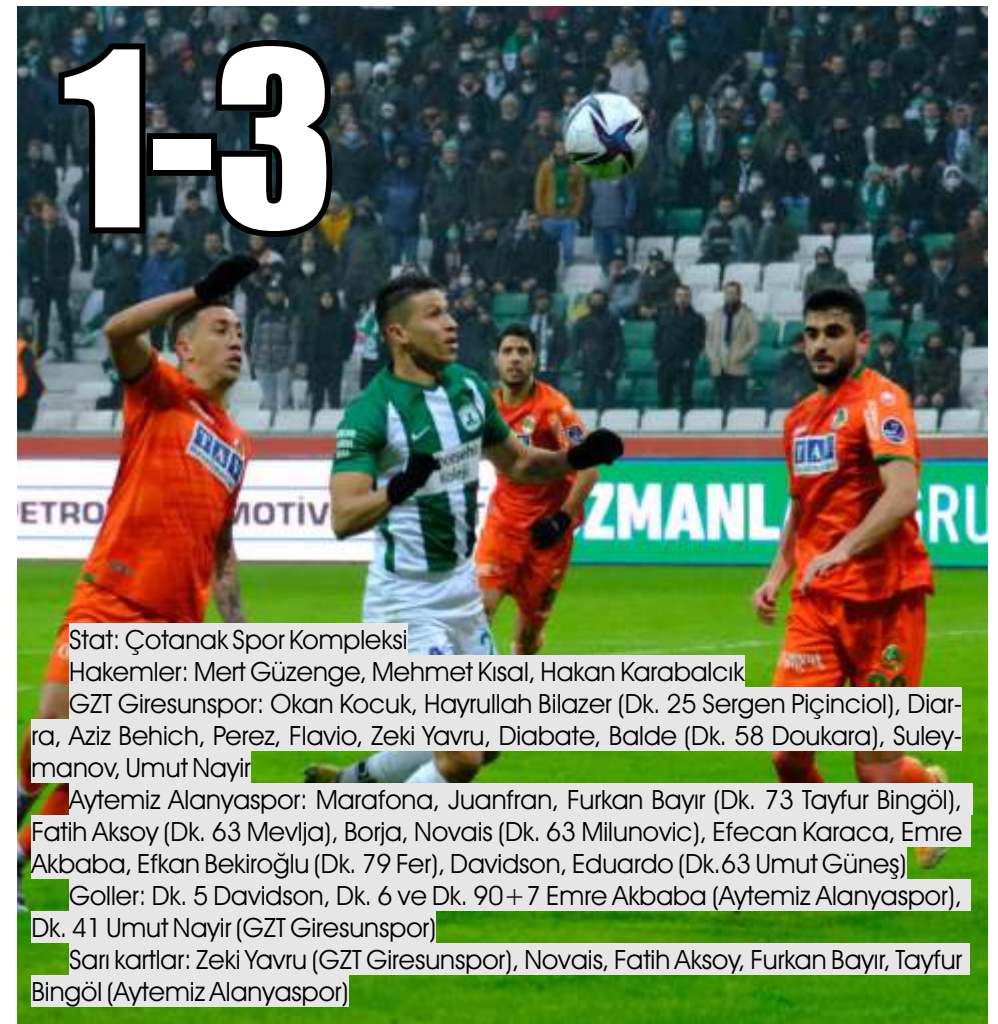 1-3
TAV
TAV
ZMANL
GRU
MOTİV
Stat: Çotanak Spor Kompleksi
Hakemler: Mert Güzenge, Mehmet Kısal, Hakan Karabalcık
GZT Giresunspor: Okan Kocuk, Hayrullah Bilazer (Dk. 25 Sergen Piçinciol), Diar-
ra, Aziz Behich, Perez, Flavio, Zeki Yavru, Diabate, Balde (Dk. 58 Doukara), Suley-
manov, Umut Nayir
Aytemiz Alanyaspor: Marafona, Juanfran, Furkan Bayır (Dk. 73 Tayfur Bingöl),
Fatih Aksoy (Dk. 63 Mevlja), Borja, Novais (Dk. 63 Milunovic), Efecan Karaca, Emre
Akbaba, Efkan Bekiroğlu (Dk. 79 Fer), Davidson, Eduardo (Dk.63 Umut Güneş)
Goller: Dk. 5 Davidson, Dk. 6 ve Dk. 90+7 Emre Akbaba (Aytemiz Alanyaspor),
Dk. 41 Umut Nayir (GZT Giresunspor)
Sarı kartlar: Zeki Yavru (GZT Giresunspor), Novais, Fatih Aksoy, Furkan Bayır, Tayfur
Bingöl (Aytemiz Alanyaspor)